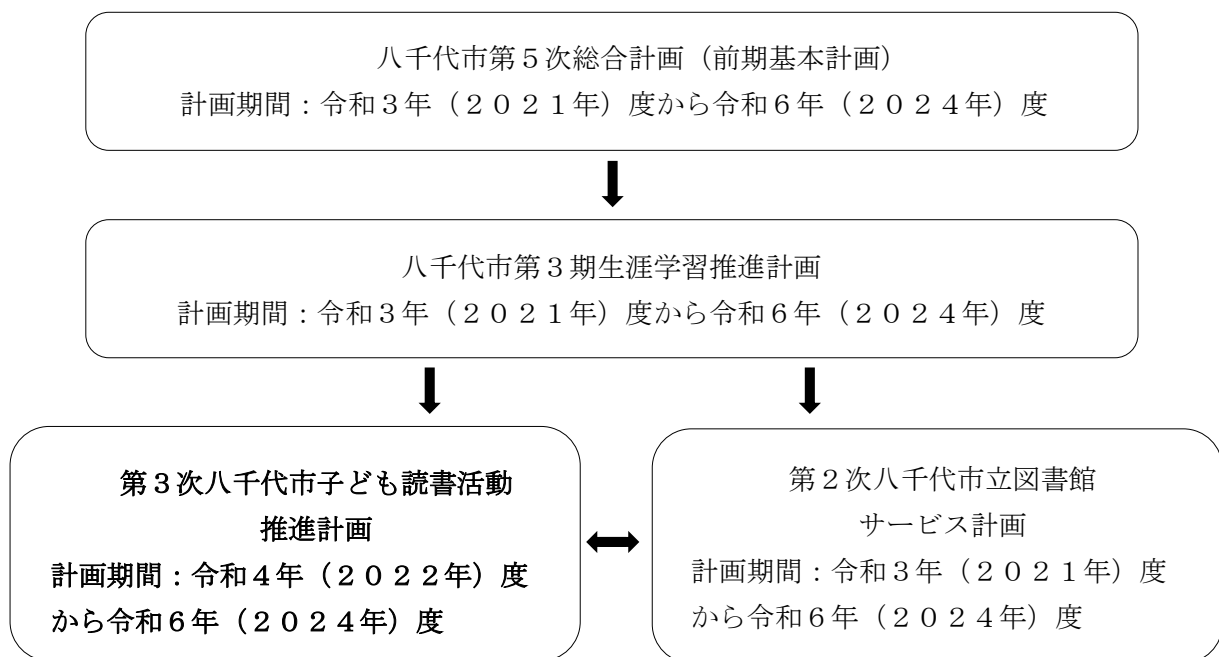 八千代市第５次総合計画（前期基本計画）
計画期間：令和３年（２０２１年）度から令和６年（２０２４年）度
八千代市第３期生涯学習推進計画
計画期間：令和３年（２０２１年）度から令和６年（２０２４年）度
第３次八千代市子ども読書活動
推進計画
計画期間：令和４年（２０２２年）度
から令和６年（２０２４年）度
第２次八千代市立図書館
サービス計画
計画期間：令和３年（２０２１年）度
から令和６年（２０２４年）度